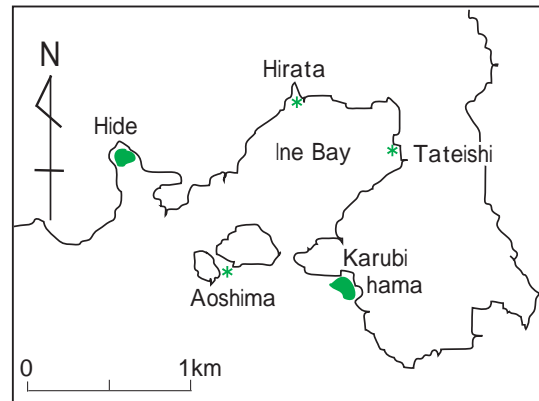 N
Hirata
Hide
Ine Bay
Tateishi
Karubi
hama
Aoshima
0
1km